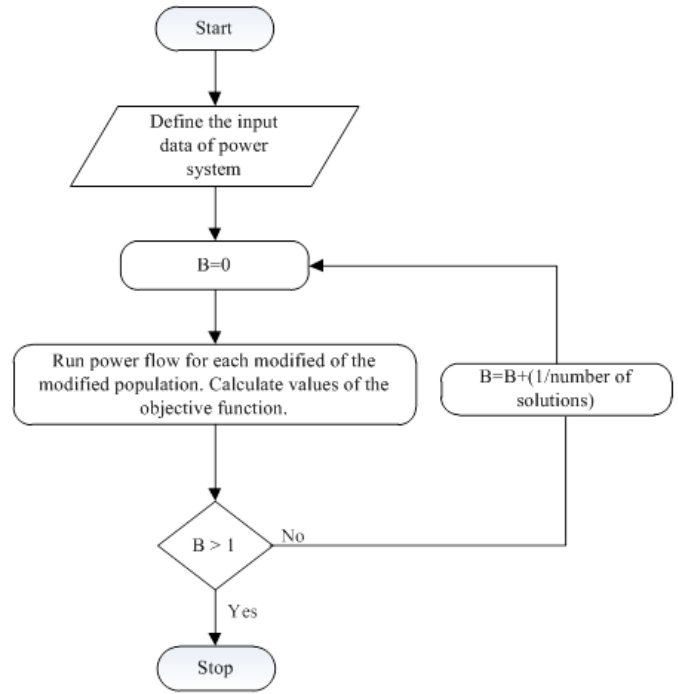 Start
Define the input
data of power
system
B=0
Run power flow for each modified of the
modified population. Calculate values of the
objective function.
B=B+(1/number of
solutions)
B > 1
No
Yes
Stop